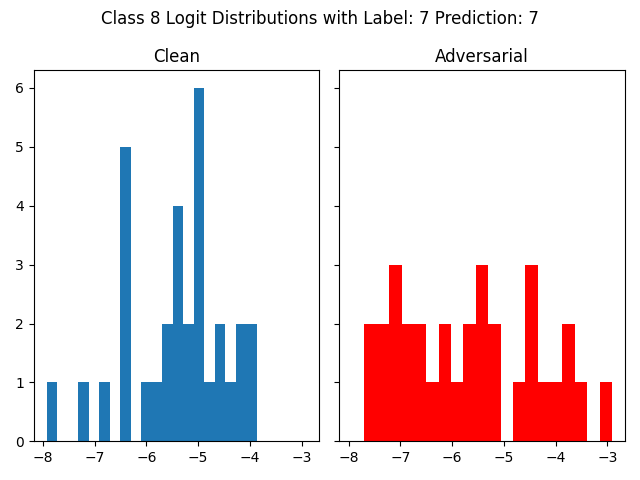 Class 8 Logit Distributions with Label: 7 Prediction: 7
Clean
Adversarial
6
5
4
3
2
1
0
−8 −7 −6 −5 −4 −3
−8 −7 −6 −5 −4 −3